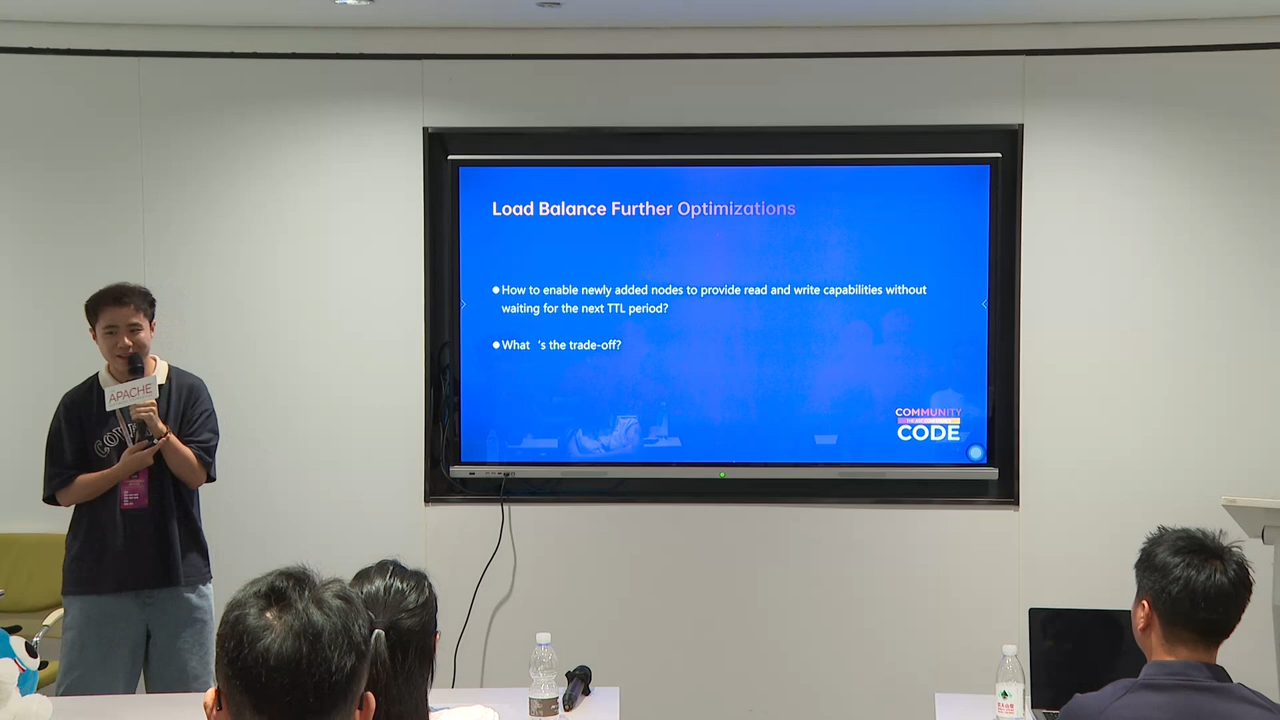 Load Balance Further Optimizations
●How to enable newly added nodes to provide read and write capabilities without
waiting for the next TTL period?
●What ‘s the trade-off?
COMMUNITY
CODE
APACHE